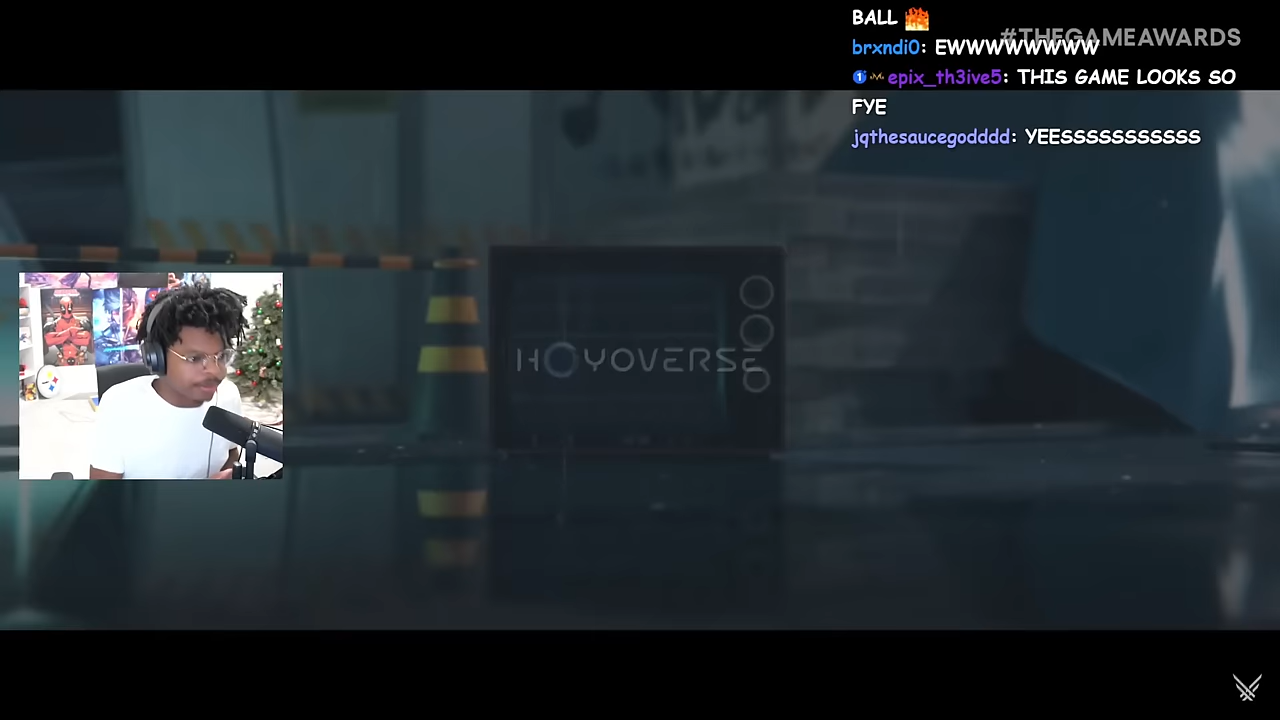 BALL 🔥
#THEGAMEAWARDS
brxndi0: EWWWWWWWW
epix_th3ive5: THIS GAME LOOKS SO
FYE
jqthesaucegodddd: YEESSSSSSSSSS
HOYOVERSE